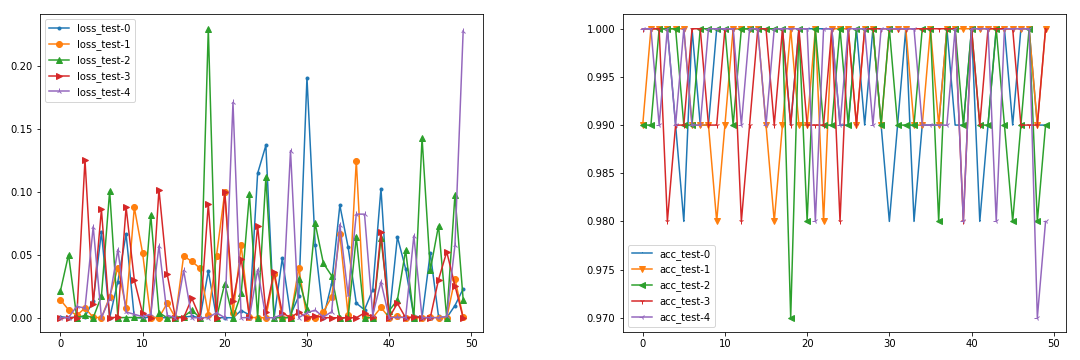 loss_test-0
loss_test-1
loss_test-2
loss_test-3
loss_test-4
0.20
0.15
0.10
0.05
0.00
0 10 20 30 40 50
1.000
0.995
0.990
0.985
0.980
0.975
0.970
acc_test-0
acc_test-1
acc_test-2
acc_test-3
acc_test-4
0 10 20 30 40 50